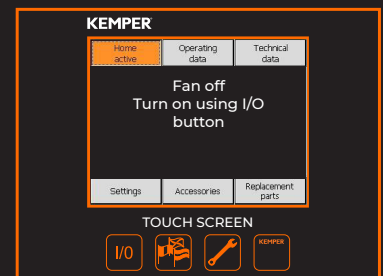 KEMPER
Home active
Operating data
Technical data
Fan off
Turn on using I/O
button
Settings
Accessories
Replacement parts
TOUCH SCREEN
I/0
KEMPER